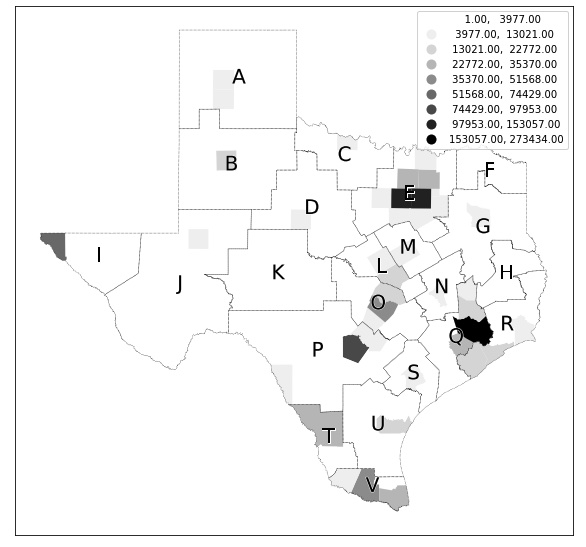 1.00, 3977.00
3977.00, 13021.00
13021.00, 22772.00
22772.00, 35370.00
35370.00, 51568.00
51568.00, 74429.00
74429.00, 97953.00
97953.00, 153057.00
153057.00, 273434.00
A
B
C
F
E
D
G
M
I
L
H
K
J
N
O
R
Q
P
S
U
T
V